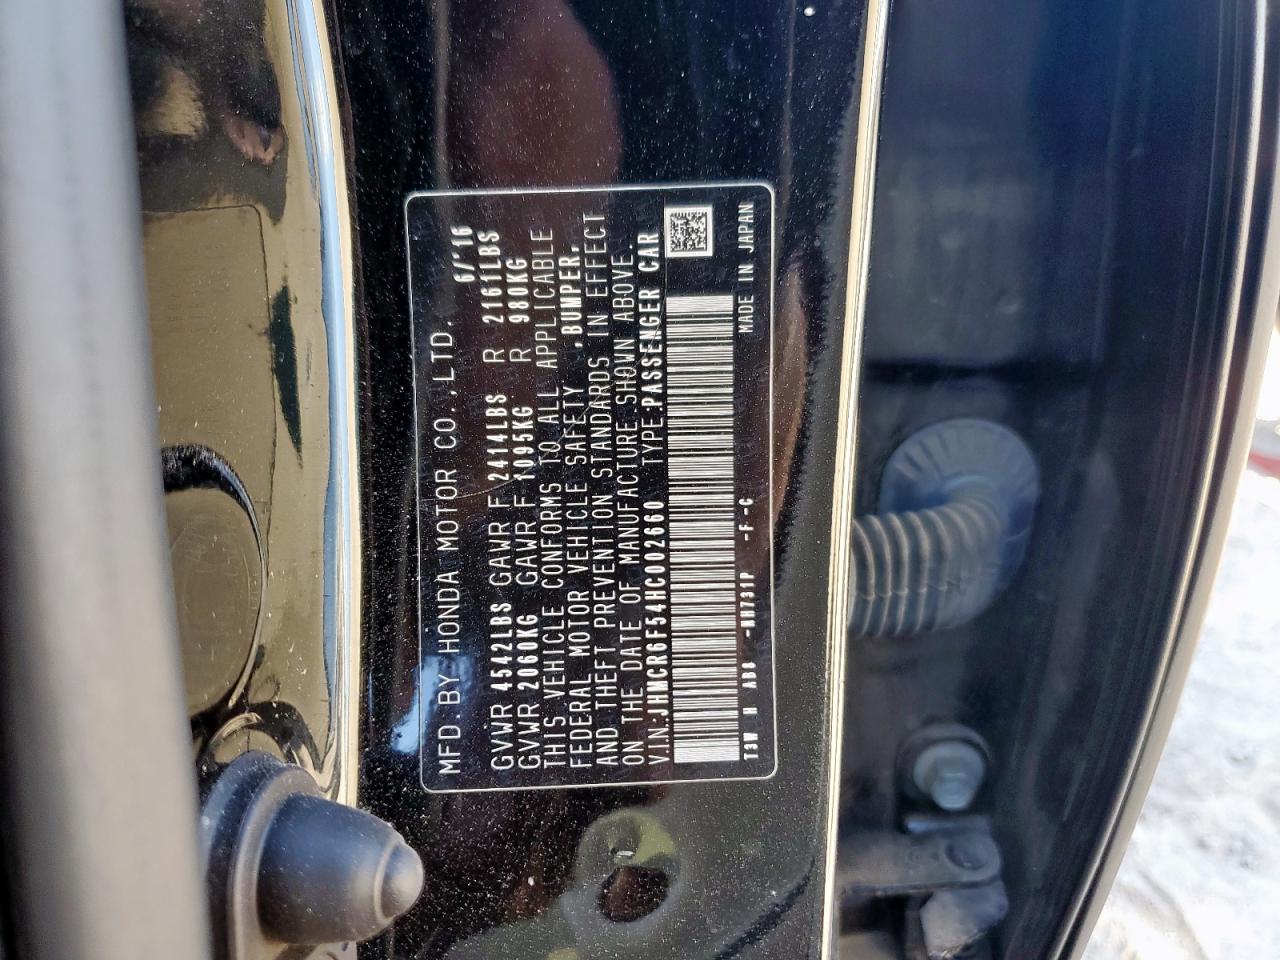 MFD. BY HONDA MOTOR CO., LTD. 6/'16
GVWR 4542LBS GAWR F 2414LBS R 2161LBS
GVWR 2060KG GAWR F 1095KG R 980KG
THIS VEHICLE CONFORMS TO ALL APPLICABLE
FEDERAL MOTOR VEHICLE SAFETY ,BUMPER,
AND THEFT PREVENTION STANDARDS IN EFFECT
ON THE DATE OF MANUFACTURE SHOWN ABOVE.
V.I.N.:JHMCR6F54HC002660 TYPE:PASSENGER CAR
T3W H AB0 -NH731P -F -C MADE IN JAPAN